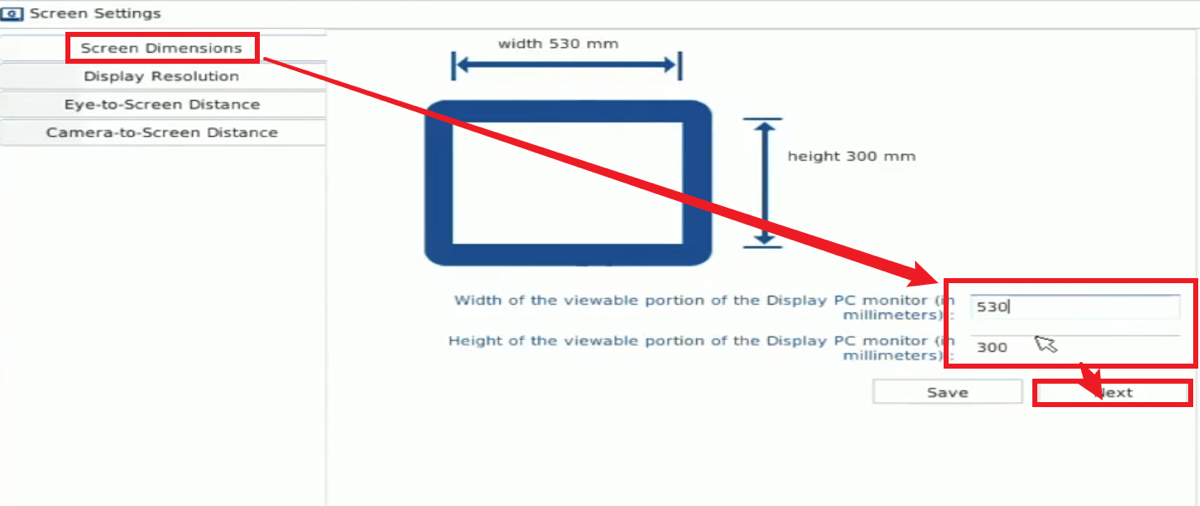 Screen Settings
Screen Dimensions
Display Resolution
Eye-to-Screen Distance
Camera-to-Screen Distance
width 530 mm
height 300 mm
Width of the viewable portion of the Display PC monitor (in
millimeters) :
530
Height of the viewable portion of the Display PC monitor (in
millimeters) :
300
Save
Next